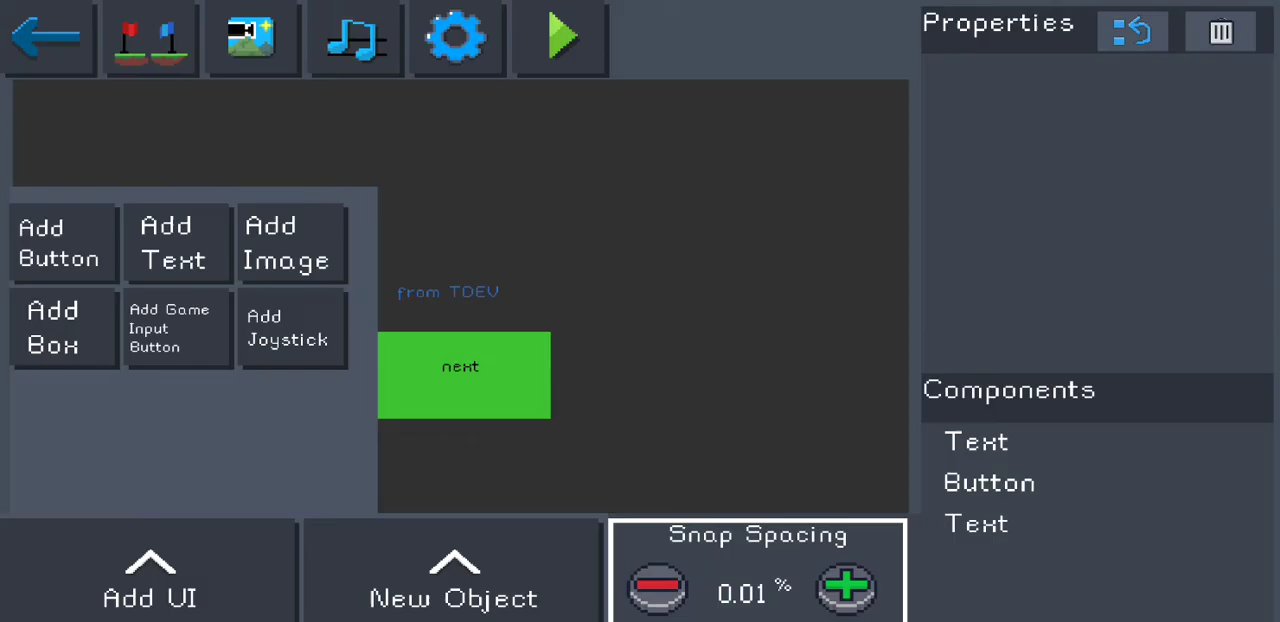 Properties
Add
Button
Add
Text
Add
Image
Add
Box
Add Game
Input
Button
Add
Joystick
from TDEV
next
Components
Text
Button
Text
Add UI
New Object
Snap Spacing
0.01 %